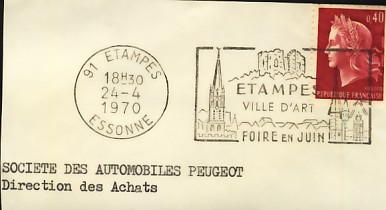 91 ETAMPES
18H30
24-4
1970
ESSONNE
ETAMPES
VILLE D'ART
FOIRE EN JUIN
0,40
REPUBLIQUE FRANÇAISE
SOCIETE DES AUTOMOBILES PEUGEOT
Direction des Achats